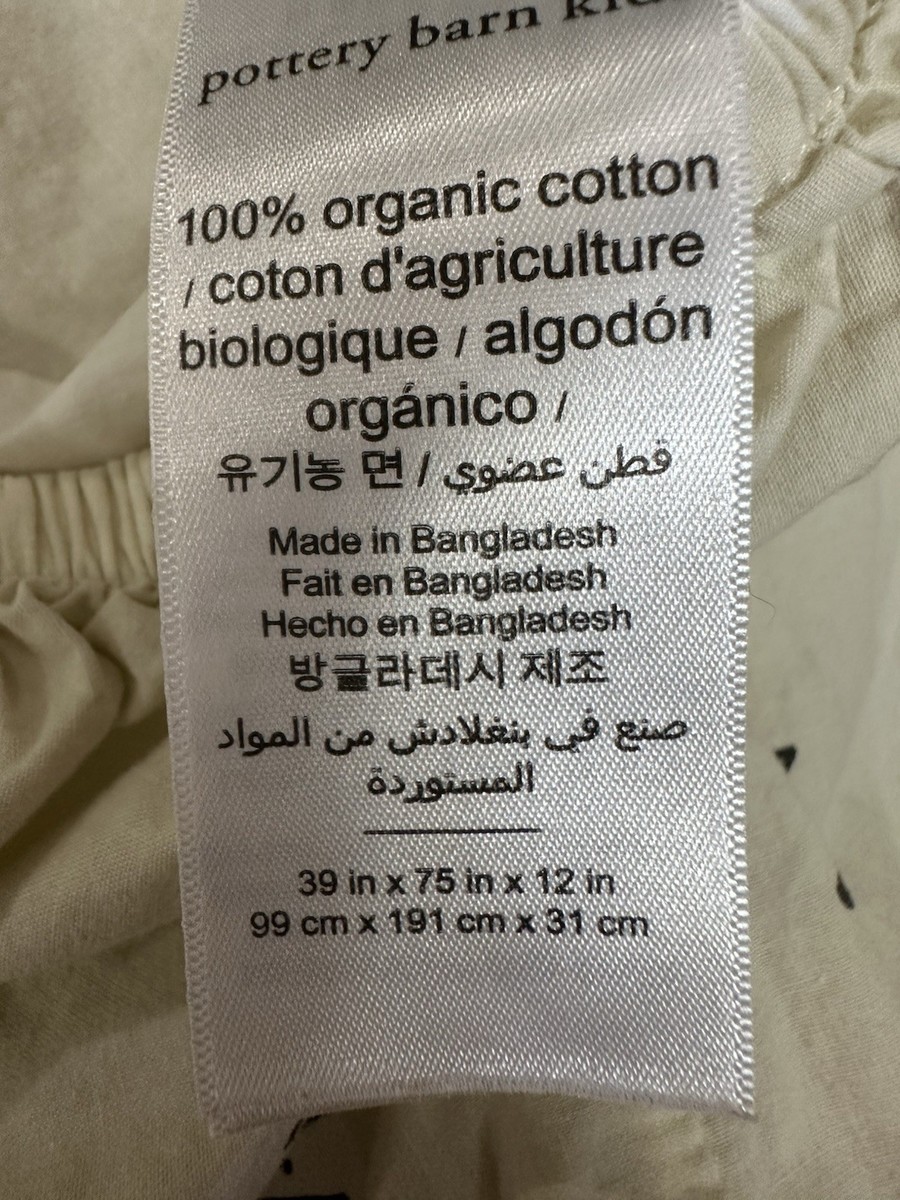 pottery barn kids
100% organic cotton
/ coton d'agriculture
biologique / algodón
orgánico /
유기농 면 / قطن عضوي
Made in Bangladesh
Fait en Bangladesh
Hecho en Bangladesh
방글라데시 제조
صنع في بنغلادش من المواد
المستوردة
39 in x 75 in x 12 in
99 cm x 191 cm x 31 cm